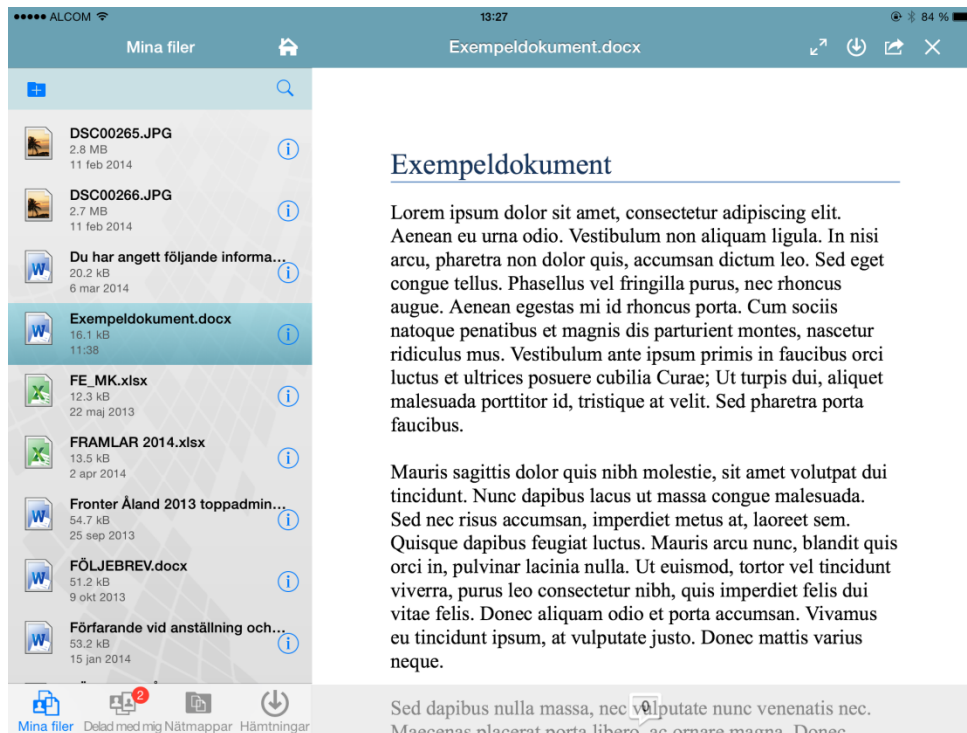 ALCOM
13:27
84 %
Mina filer
Exempeldokument.docx
DSC00265.JPG
2.8 MB
11 feb 2014
DSC00266.JPG
2.7 MB
11 feb 2014
Du har angett följande informa...
20.2 kB
6 mar 2014
Exempeldokument.docx
16.1 kB
11:38
FE_MK.xlsx
12.3 kB
22 maj 2013
FRAMLAR 2014.xlsx
13.5 kB
2 apr 2014
Fronter Åland 2013 toppadmin...
54.7 kB
25 sep 2013
FÖLJEBREV.docx
51.2 kB
9 okt 2013
Förfarande vid anställning och...
53.2 kB
15 jan 2014
2
Mina filer
Delad med mig
Nätmappar
Hämtningar
Exempeldokument
Lorem ipsum dolor sit amet, consectetur adipiscing elit.
Aenean eu urna odio. Vestibulum non aliquam ligula. In nisi
arcu, pharetra non dolor quis, accumsan dictum leo. Sed eget
congue tellus. Phasellus vel fringilla purus, nec rhoncus
augue. Aenean egestas mi id rhoncus porta. Cum sociis
natoque penatibus et magnis dis parturient montes, nascetur
ridiculus mus. Vestibulum ante ipsum primis in faucibus orci
luctus et ultrices posuere cubilia Curae; Ut turpis dui, aliquet
malesuada porttitor id, tristique at velit. Sed pharetra porta
faucibus.
Mauris sagittis dolor quis nibh molestie, sit amet volutpat dui
tincidunt. Nunc dapibus lacus ut massa congue malesuada.
Sed nec risus accumsan, imperdiet metus at, laoreet sem.
Quisque dapibus feugiat luctus. Mauris arcu nunc, blandit quis
orci in, pulvinar lacinia nulla. Ut euismod, tortor vel tincidunt
viverra, purus leo consectetur nibh, quis imperdiet felis dui
vitae felis. Donec aliquam odio et porta accumsan. Vivamus
eu tincidunt ipsum, at vulputate justo. Donec mattis varius
neque.
Sed dapibus nulla massa, nec vulputate nunc venenatis nec.
0
Maecenas placerat porta libero, ac ornare magna. Donec